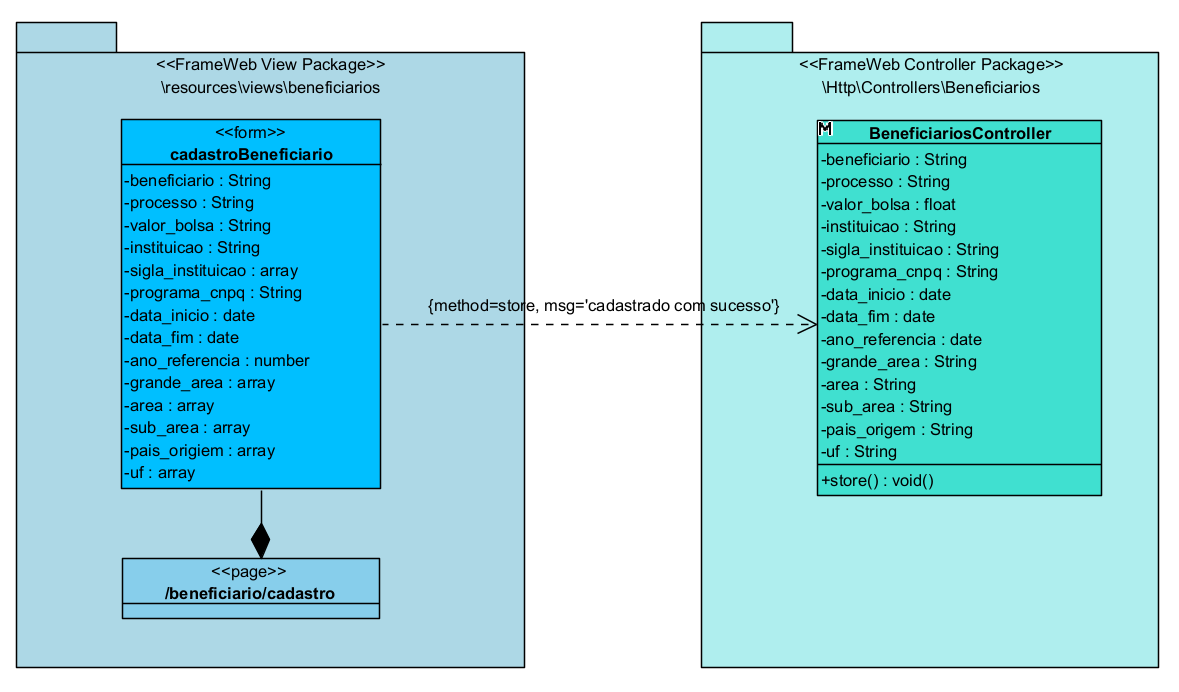 <<FrameWeb View Package>>
\resources\views\beneficiarios
<<form>>
cadastroBeneficiario
-beneficiario : String
-processo : String
-valor_bolsa : String
-instituicao : String
-sigla_instituicao : array
-programa_cnpq : String
-data_inicio : date
-data_fim : date
-ano_referencia : number
-grande_area : array
-area : array
-sub_area : array
-pais_origiem : array
-uf : array
<<page>>
/beneficiario/cadastro
{method=store, msg='cadastrado com sucesso'}
<<FrameWeb Controller Package>>
\Http\Controllers\Beneficiarios
M
BeneficiariosController
-beneficiario : String
-processo : String
-valor_bolsa : float
-instituicao : String
-sigla_instituicao : String
-programa_cnpq : String
-data_inicio : date
-data_fim : date
-ano_referencia : date
-grande_area : String
-area : String
-sub_area : String
-pais_origem : String
-uf : String
+store() : void()